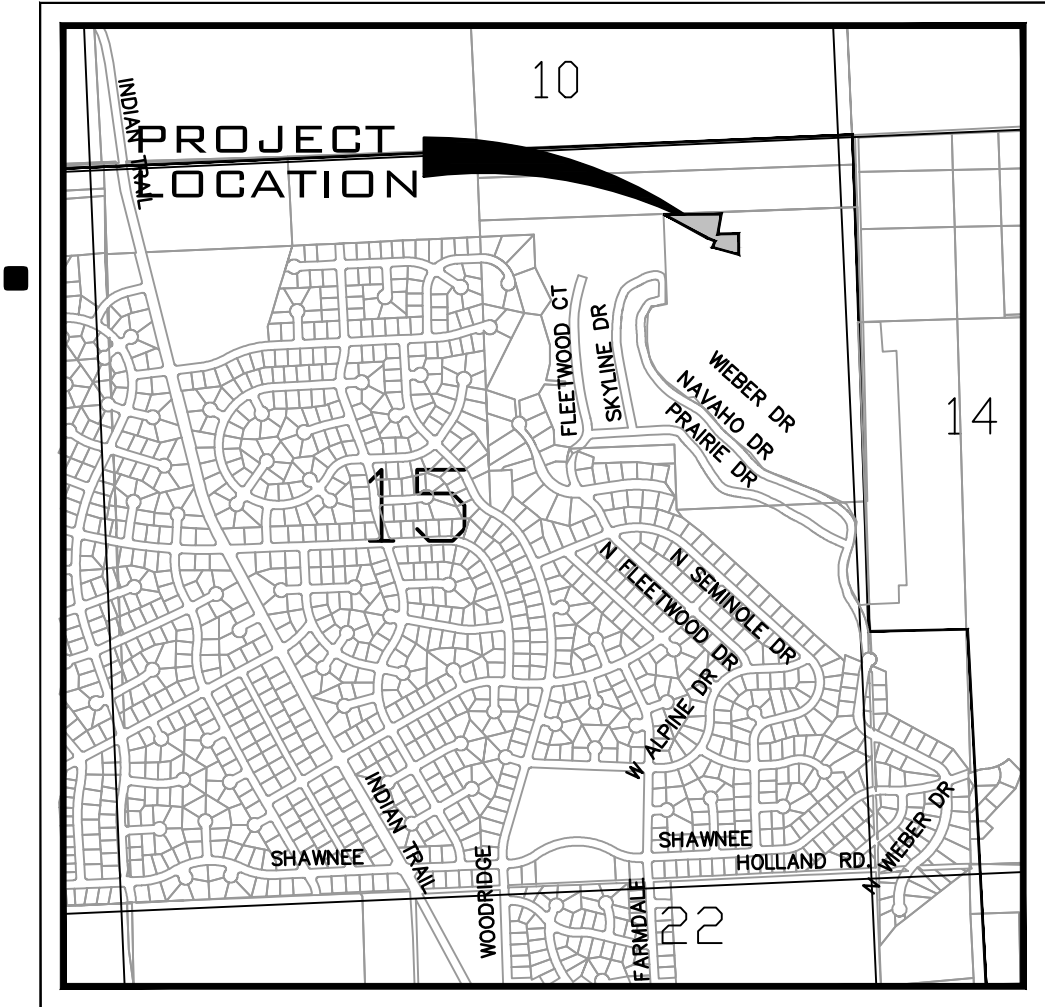 10
INDIAN TRAIL
PROJECT
LOCATION
FLEETWOOD CT
SKYLINE DR
WIEBER DR
NAVAHO DR
PRAIRIE DR
14
15
N FLEETWOOD DR
N SEMINOLE DR
W ALPINE DR
INDIAN TRAIL
SHAWNEE
SHAWNEE
HOLLAND RD.
N WIEBER DR
WOODRIDGE
FARMDALE
22